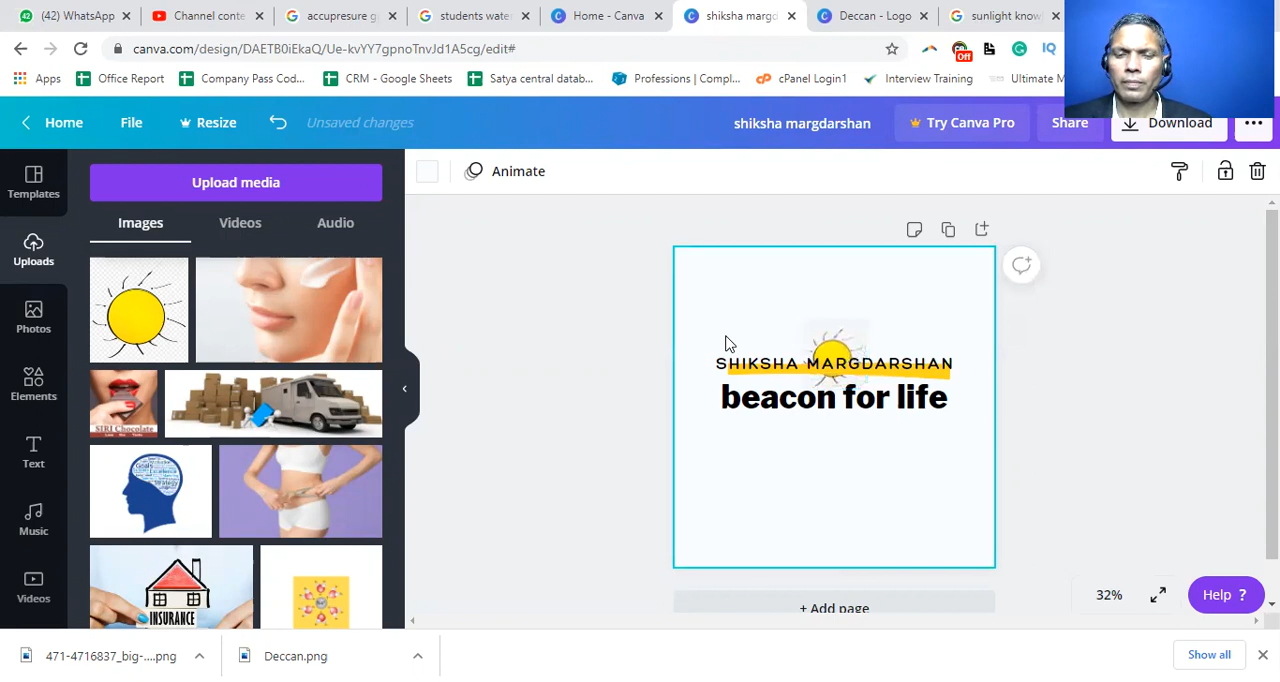 (42) WhatsApp
Channel conte
accupresure g
students wate
Home - Canva
shiksha margd
Deccan - Logo
sunlight know
canva.com/design/DAETB0iEkaQ/Ue-kvYY7gpnoTnvJd1A5cg/edit#
Off
IQ
Apps
Office Report
Company Pass Cod...
CRM - Google Sheets
Satya central datab...
Professions | Compl...
cPanel Login1
Interview Training
Ultimate M
Home
File
Resize
Unsaved changes
shiksha margdarshan
Try Canva Pro
Share
Download
Templates
Uploads
Photos
Elements
Text
Music
Videos
Upload media
Images
Videos
Audio
SIRI Chocolate
INSURANCE
Animate
SHIKSHA MARGDARSHAN
beacon for life
+ Add page
32%
Help ?
471-4716837_big-....png
Deccan.png
Show all